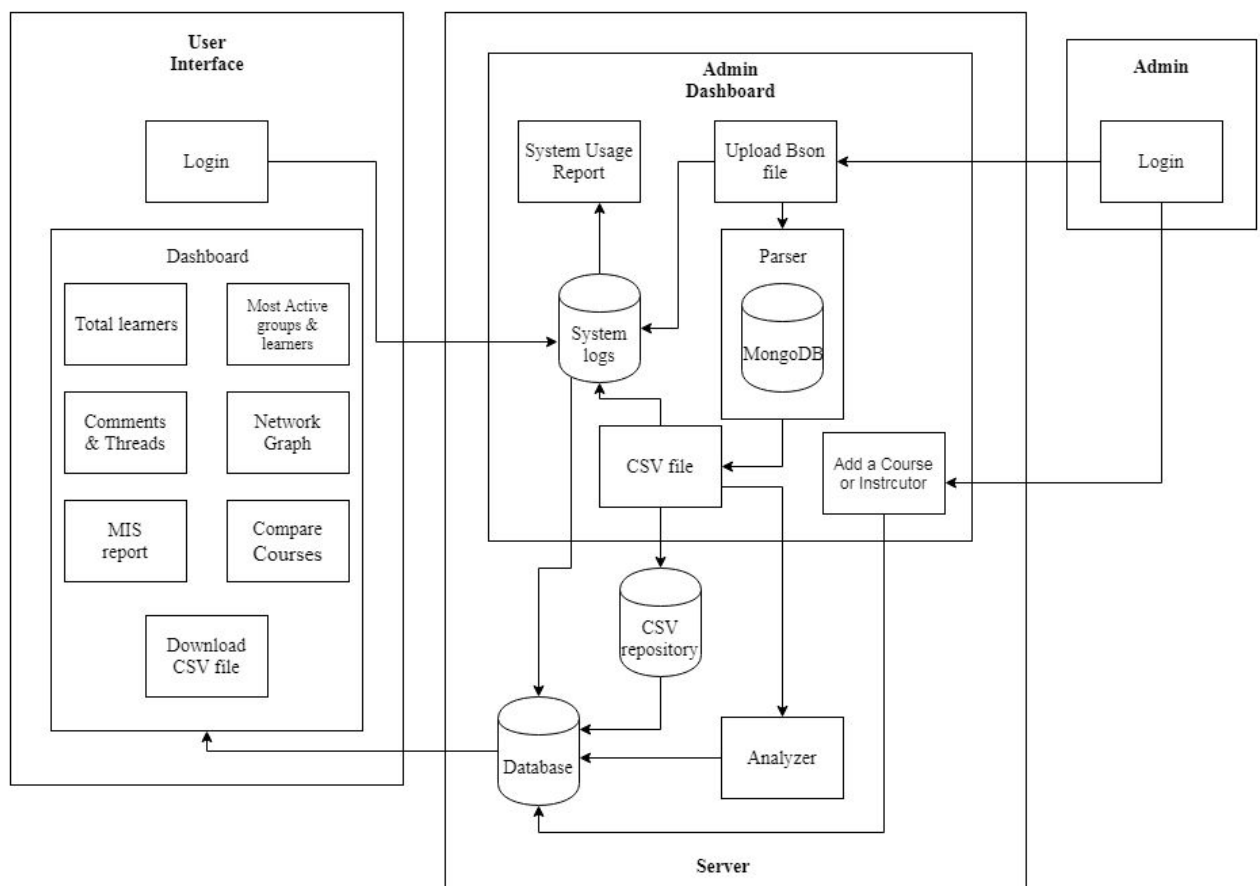 User
Interface
Login
Dashboard
Total learners
Most Active
groups &
learners
Comments
& Threads
Network
Graph
MIS
report
Compare
Courses
Download
CSV file
Admin
Dashboard
System Usage
Report
Upload Bson
file
Parser
MongoDB
System
logs
CSV file
Add a Course
or Instrcutor
CSV
repository
Database
Analyzer
Server
Admin
Login